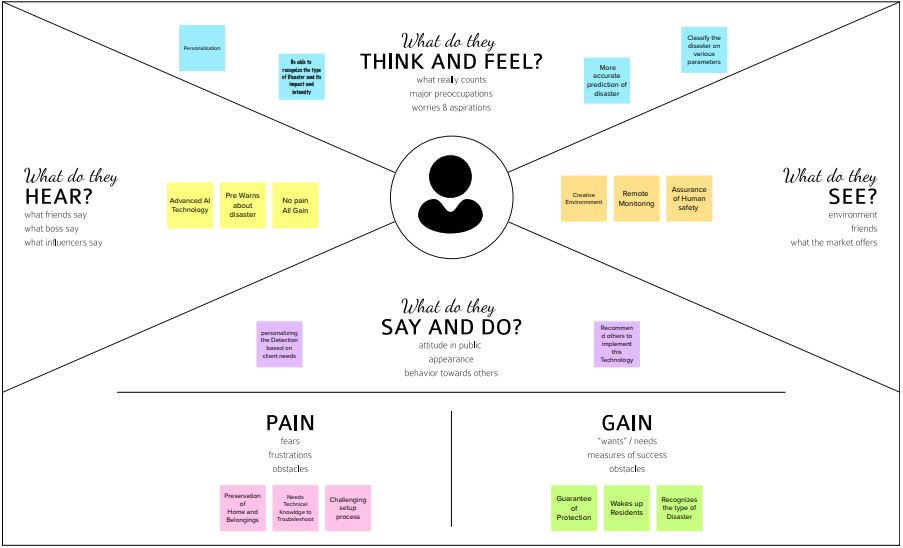 What do they
THINK AND FEEL?
what really counts
major preoccupations
worries & aspirations
Personalization
Be able to
recognize the type
of Disaster and its
impact and
intensity
More
accurate
prediction of
disaster
Classify the
disaster on
various
parameters
What do they
HEAR?
what friends say
what boss say
what influencers say
Advanced AI
Technology
Pre Warns
about
disaster
No pain
All Gain
Creative
Environment
Remote
Monitoring
Assurance
of Human
safety
What do they
SEE?
environment
friends
what the market offers
What do they
SAY AND DO?
attitude in public
appearance
behavior towards others
personalizing
the Detection
based on
client needs
Recommen
d others to
implement
this
Technology
PAIN
fears
frustrations
obstacles
Preservation
of
Home and
Belongings
Needs
Technical
Knowldge to
Troubsleshoot
Challenging
setup
process
GAIN
"wants" / needs
measures of success
obstacles
Guarantee
of
Protection
Wakes up
Residents
Recognizes
the type of
Disaster